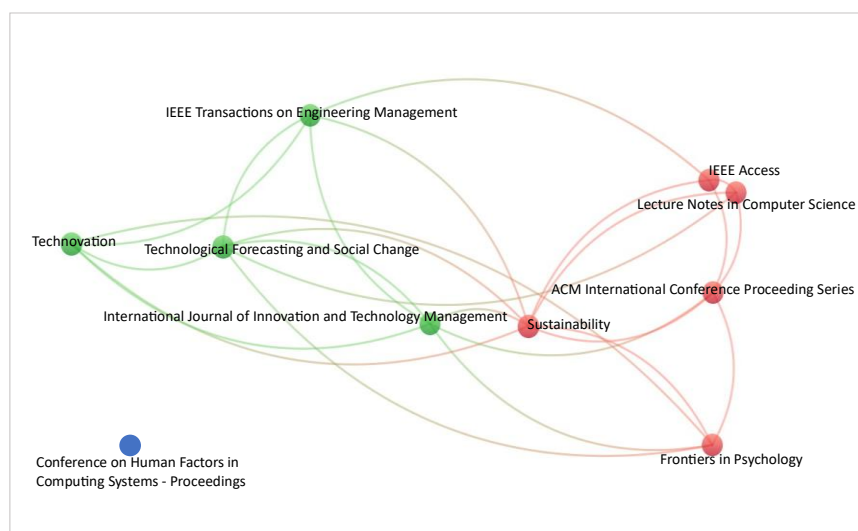 IEEE Transactions on Engineering Management
IEEE Access
Lecture Notes in Computer Science
Technovation
Technological Forecasting and Social Change
ACM International Conference Proceeding Series
International Journal of Innovation and Technology Management
Sustainability
Conference on Human Factors in
Computing Systems - Proceedings
Frontiers in Psychology